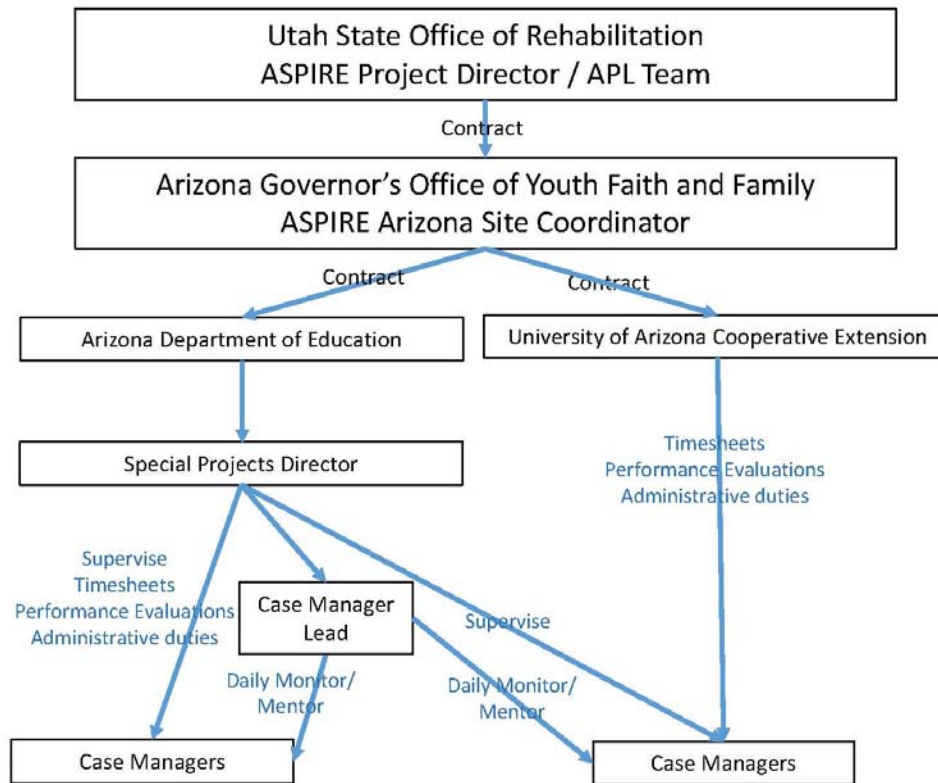 Utah State Office of Rehabilitation
ASPIRE Project Director / APL Team
Contract
Arizona Governor's Office of Youth Faith and Family
ASPIRE Arizona Site Coordinator
Contract
Contract
Arizona Department of Education
University of Arizona Cooperative Extension
Special Projects Director
Timesheets
Performance Evaluations
Administrative duties
Supervise
Timesheets
Performance Evaluations
Administrative duties
Case Manager
Lead
Supervise
Daily Monitor/
Mentor
Daily Monitor/
Mentor
Case Managers
Case Managers